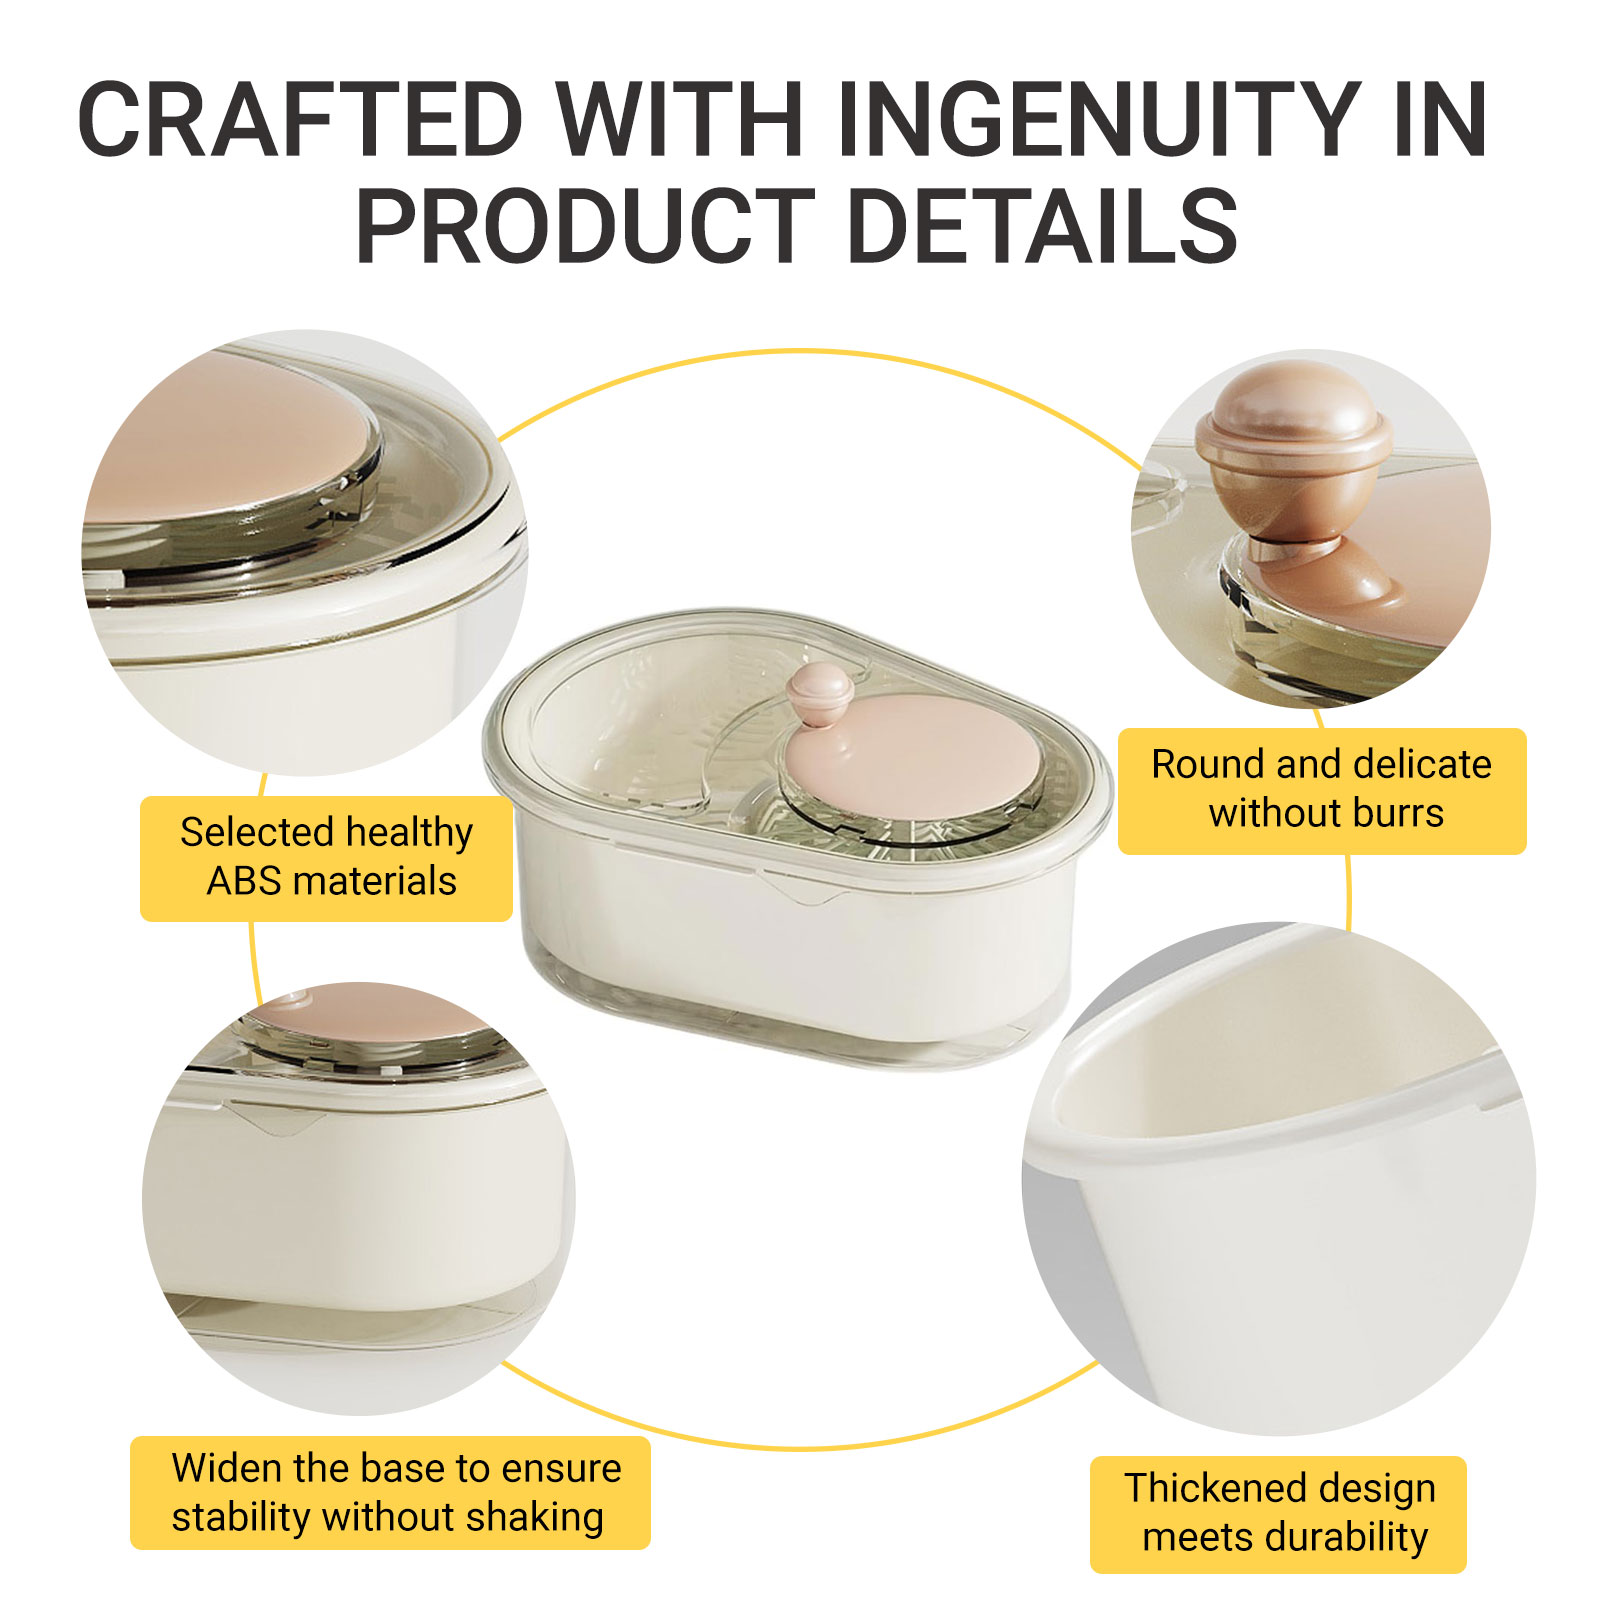 CRAFTED WITH INGENUITY IN
PRODUCT DETAILS
Selected healthy
ABS materials
Round and delicate
without burrs
Widen the base to ensure
stability without shaking
Thickened design
meets durability